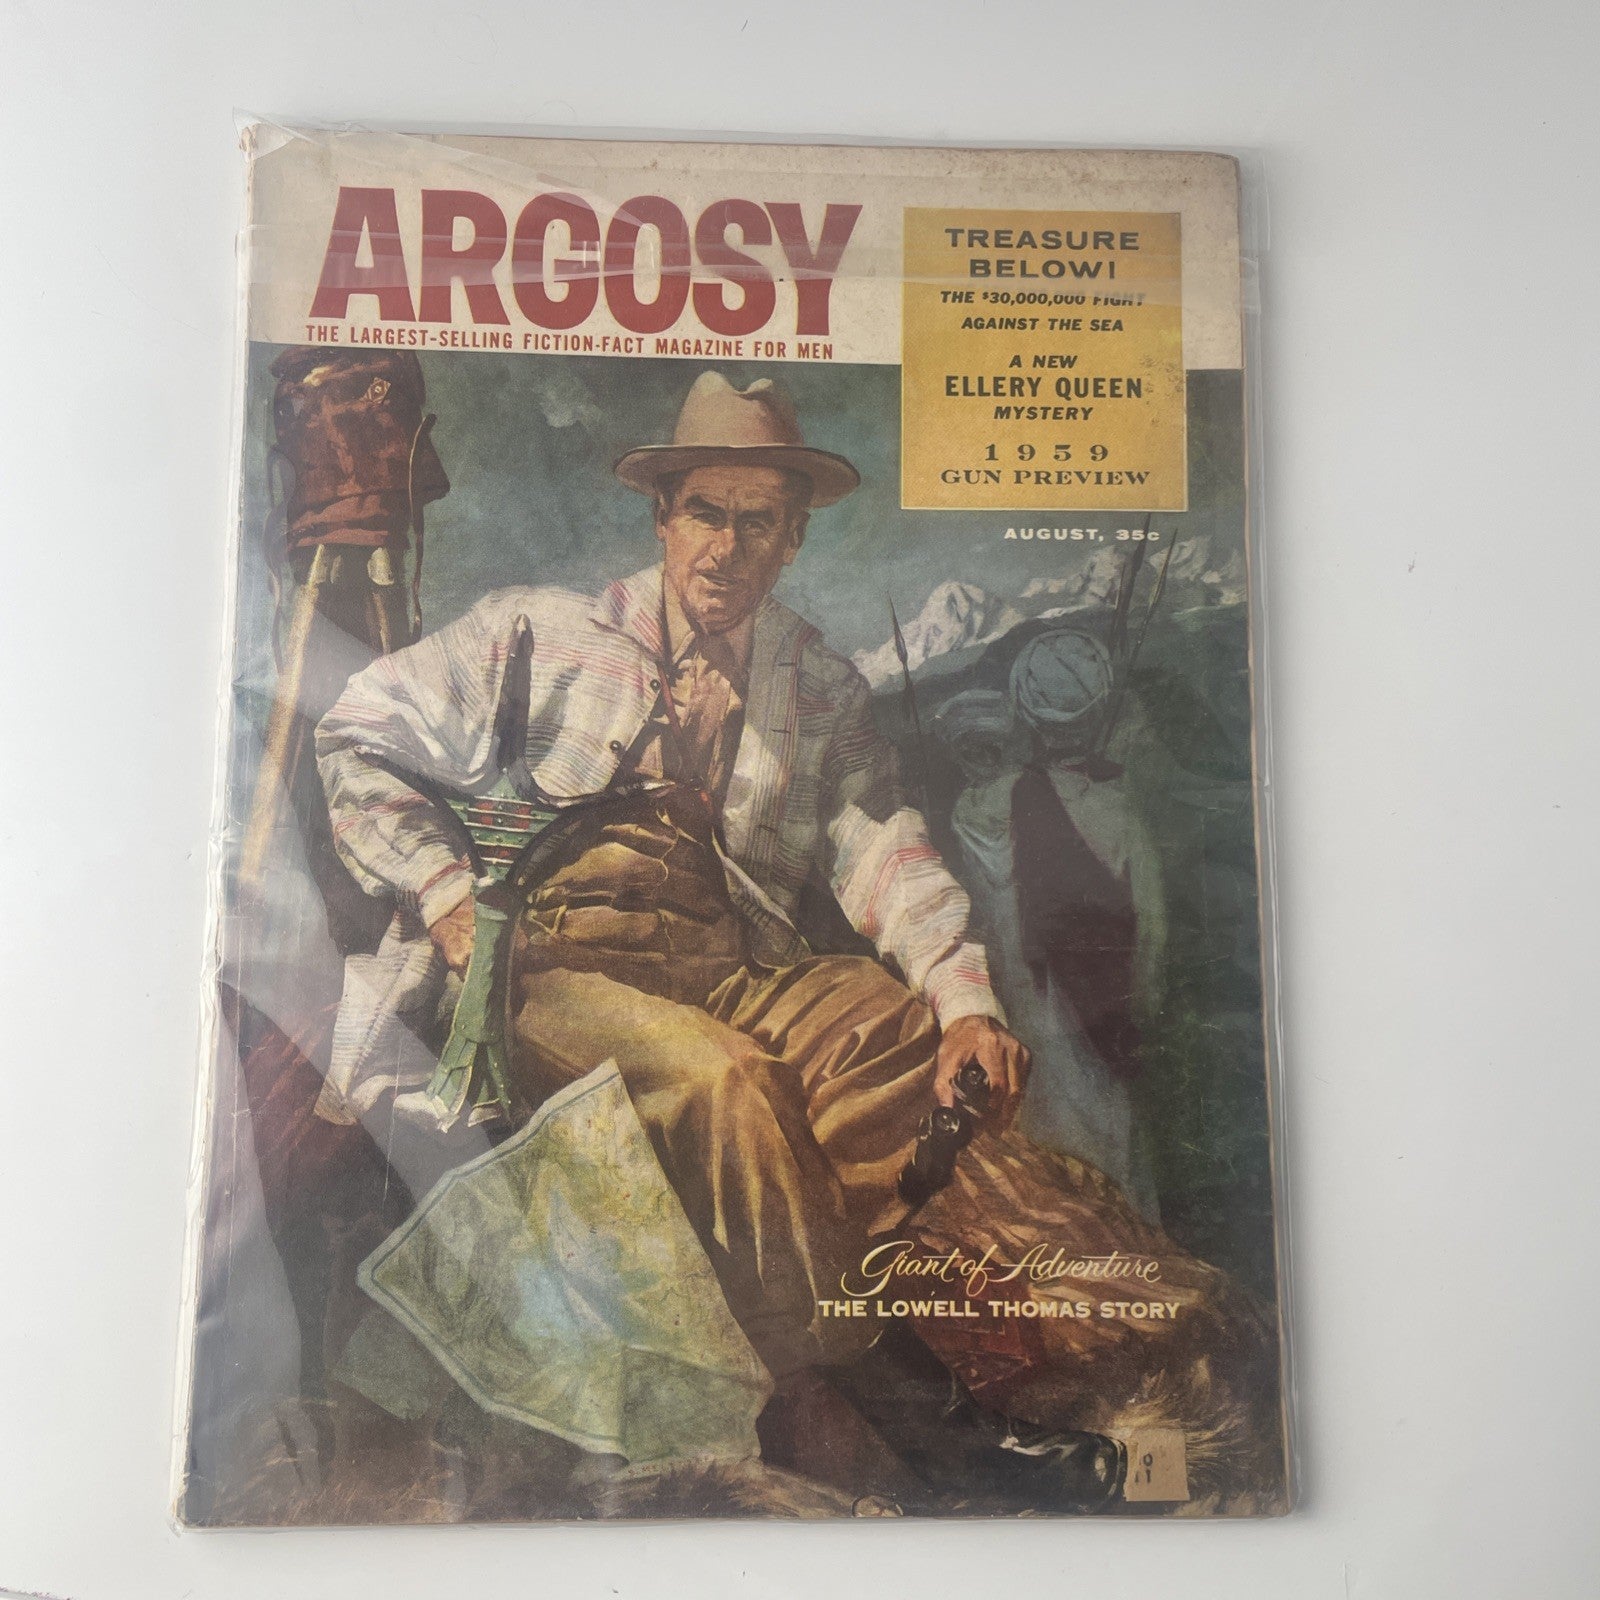 ARGOSY
THE LARGEST-SELLING FICTION-FACT MAGAZINE FOR MEN
TREASURE
BELOW!
THE $30,000,000 FIGHT
AGAINST THE SEA
A NEW
ELLERY QUEEN
MYSTERY
1959
GUN PREVIEW
AUGUST, 35c
Giant of Adventure
THE LOWELL THOMAS STORY